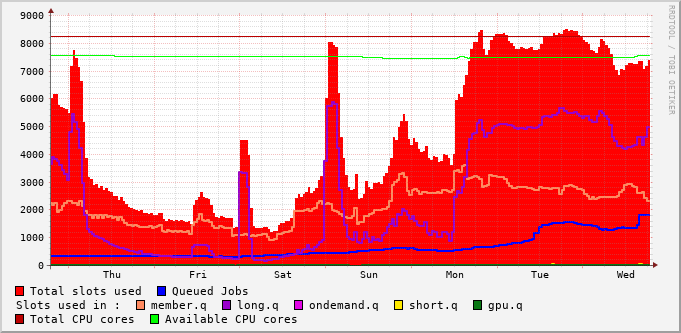 9000
8000
7000
6000
5000
4000
3000
2000
1000
0
Thu Fri Sat Sun Mon Tue Wed
RRDTOOL / TOBI OETIKER
Total slots used Queued Jobs
Slots used in : member.q long.q ondemand.q short.q gpu.q
Total CPU cores Available CPU cores